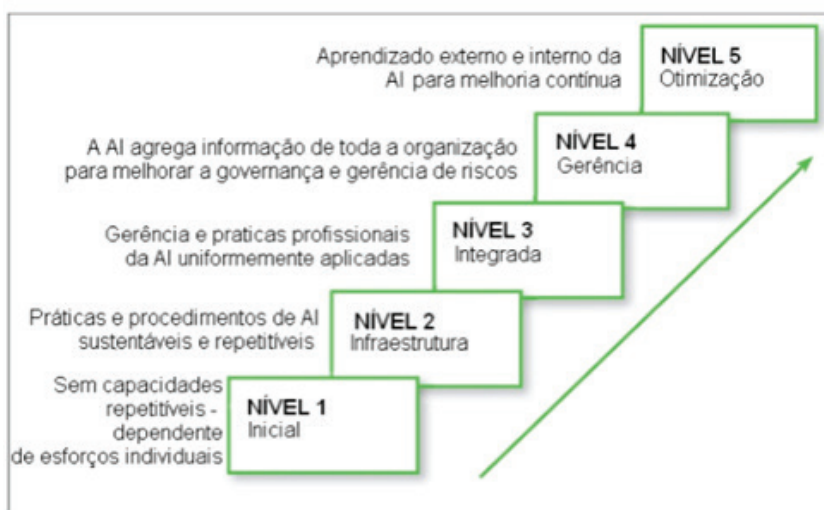 Aprendizado externo e interno da
AI para melhoria contínua
NÍVEL 5
Otimização
A AI agrega informação de toda a organização
para melhorar a governança e gerência de riscos
NÍVEL 4
Gerência
Gerência e praticas profissionais
da AI uniformemente aplicadas
NÍVEL 3
Integrada
Práticas e procedimentos de AI
sustentáveis e repetitíveis
NÍVEL 2
Infraestrutura
Sem capacidades
repetitíveis -
dependente
de esforços individuais
NÍVEL 1
Inicial